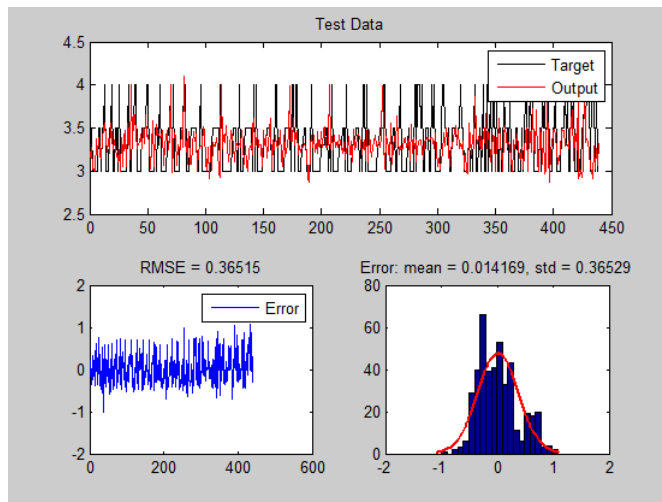 Test Data
4.5
4
3.5
3
2.5
Target
Output
0 50 100 150 200 250 300 350 400 450
RMSE = 0.36515
2
1
0
-1
-2
Error
0 200 400 600
Error: mean = 0.014169, std = 0.36529
80
60
40
20
0
-2 -1 0 1 2